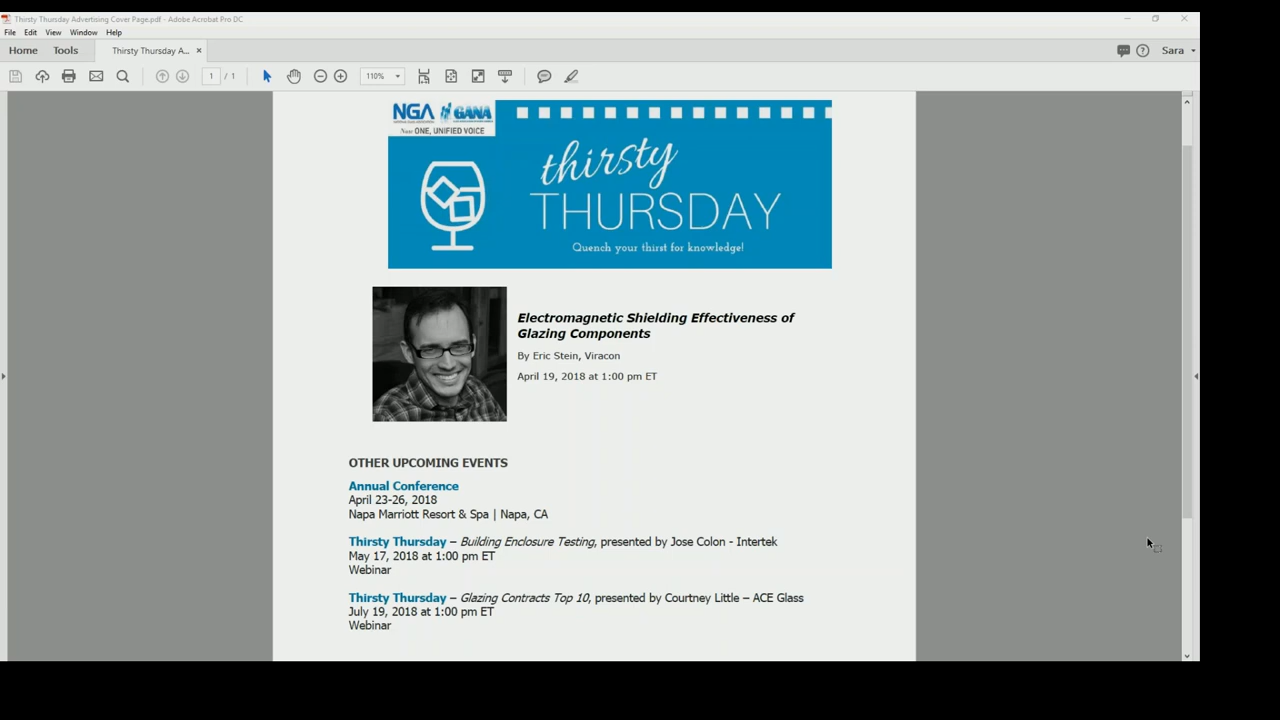 Thirsty Thursday Advertising Cover Page.pdf - Adobe Acrobat Pro DC
File Edit View Window Help
Home Tools Thirsty Thursday A... × Sara
1 / 1 110%
NGA GANA
Now ONE, UNIFIED VOICE
thirsty
THURSDAY
Quench your thirst for knowledge!
Electromagnetic Shielding Effectiveness of
Glazing Components
By Eric Stein, Viracon
April 19, 2018 at 1:00 pm ET
OTHER UPCOMING EVENTS
Annual Conference
April 23-26, 2018
Napa Marriott Resort & Spa | Napa, CA
Thirsty Thursday – Building Enclosure Testing, presented by Jose Colon - Intertek
May 17, 2018 at 1:00 pm ET
Webinar
Thirsty Thursday – Glazing Contracts Top 10, presented by Courtney Little – ACE Glass
July 19, 2018 at 1:00 pm ET
Webinar